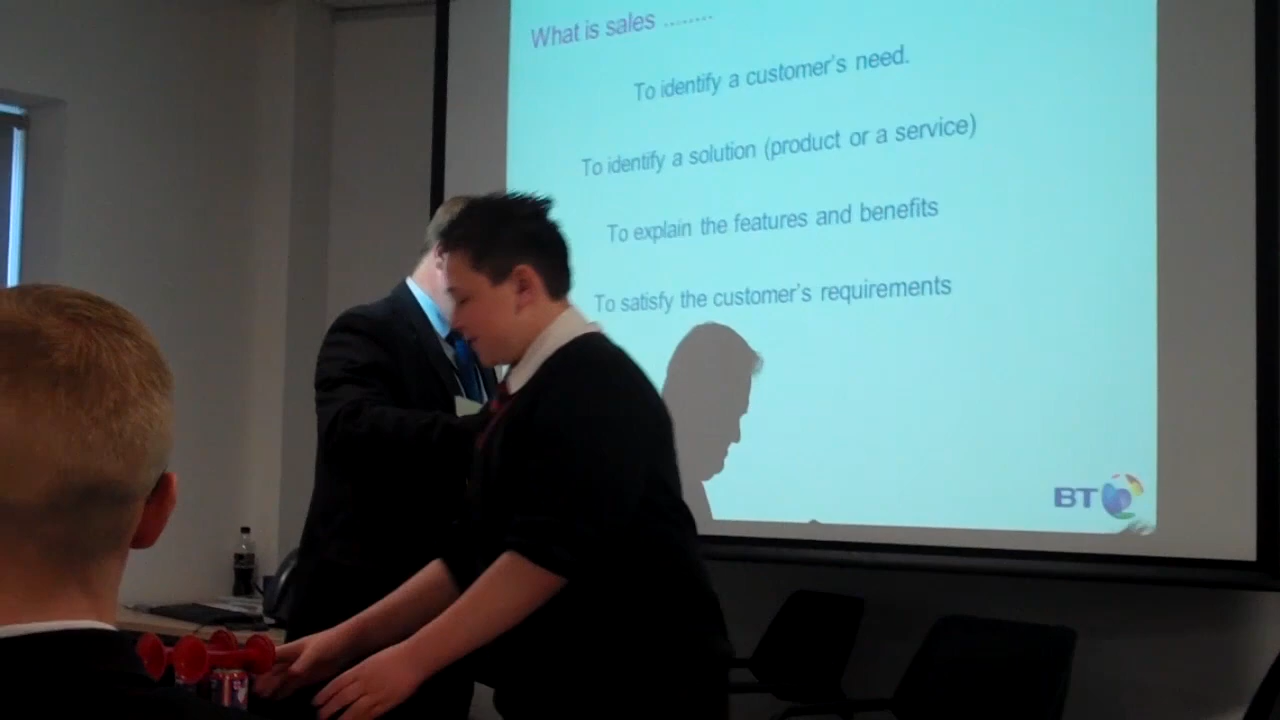 What is sales ........
To identify a customer's need.
To identify a solution (product or a service)
To explain the features and benefits
To satisfy the customer's requirements
BT